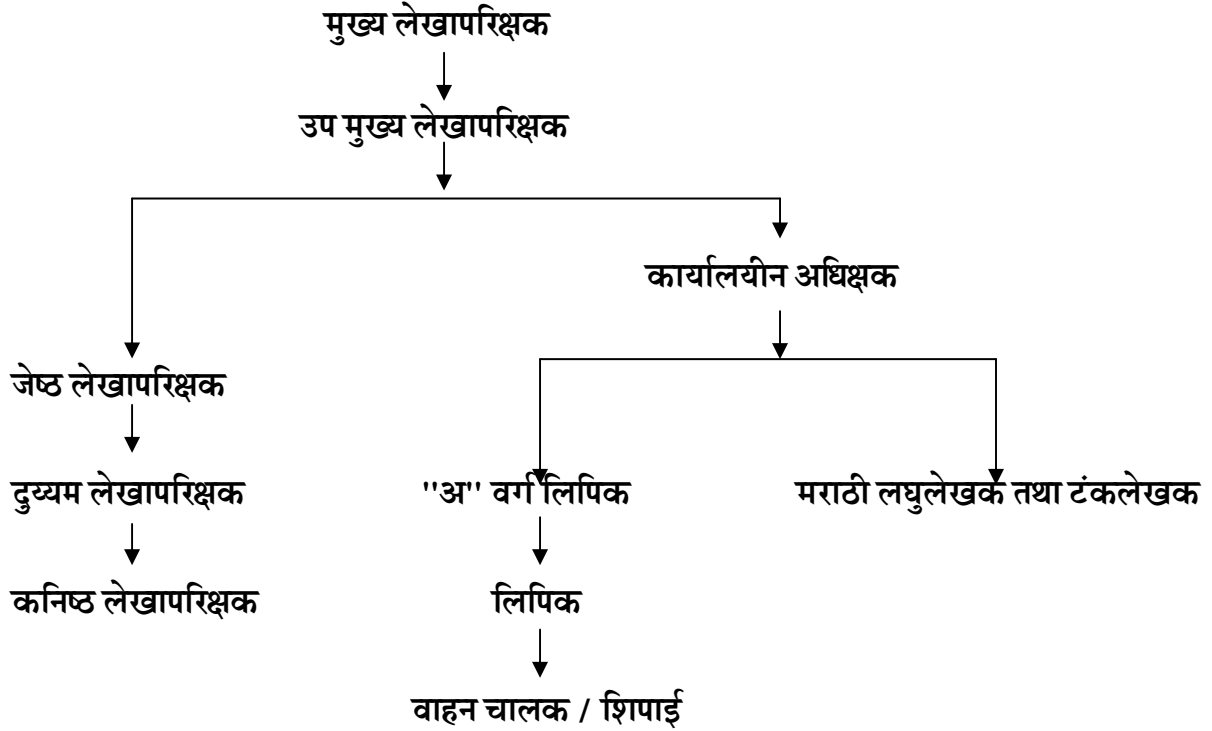 मुख्य लेखापरिक्षक
उप मुख्य लेखापरिक्षक
कार्यालयीन अधिक्षक
जेष्ठ लेखापरिक्षक
दुय्यम लेखापरिक्षक
''अ'' वर्ग लिपिक
मराठी लघुलेखक तथा टंकलेखक
कनिष्ठ लेखापरिक्षक
लिपिक
वाहन चालक / शिपाई